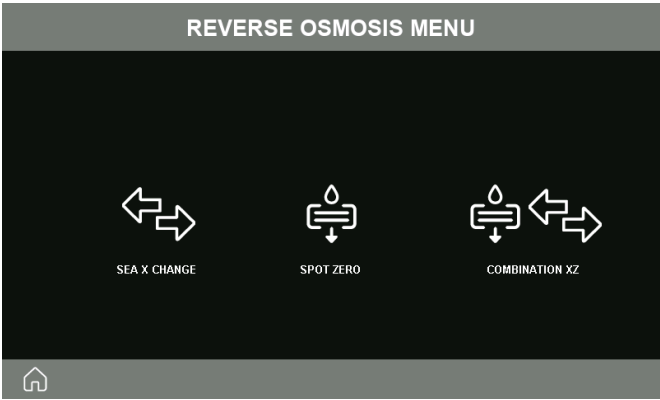 REVERSE OSMOSIS MENU
SEA X CHANGE
SPOT ZERO
COMBINATION XZ